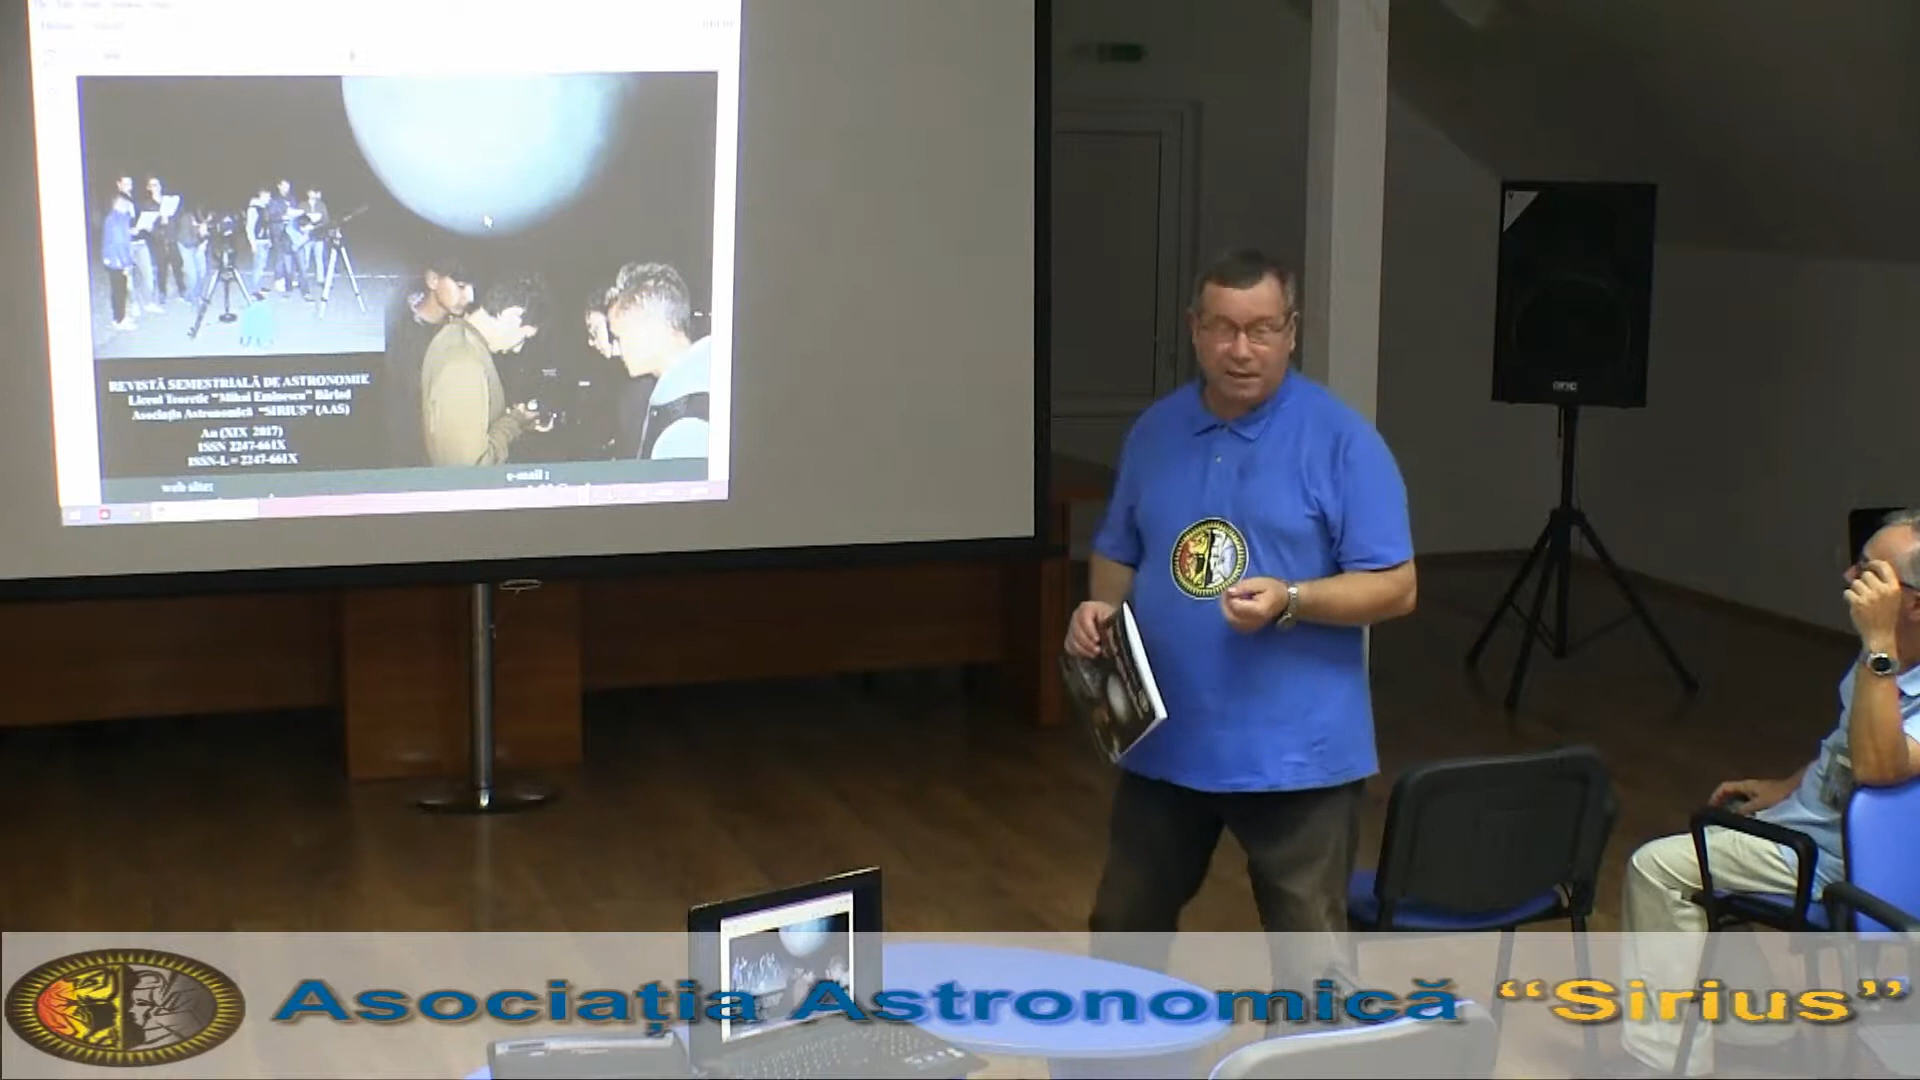 REVISTĂ SEMESTRIALĂ DE ASTRONOMIE
Liceul Teoretic "Mihai Eminescu" Bârlad
Asociația Astronomică "SIRIUS" (AAS)
An (XIX 2017)
ISSN 2247-661X
ISSN-L = 2247-661X
web site:
e-mail :
Asociația Astronomică “Sirius”